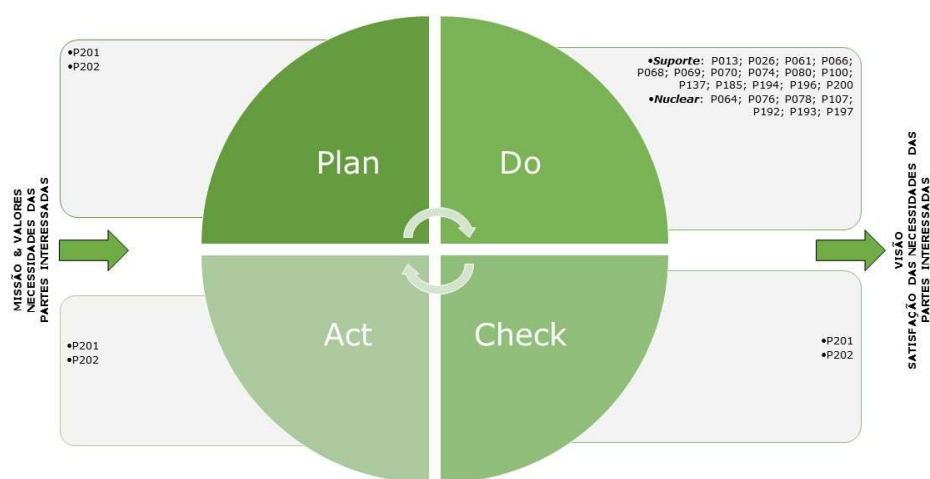 •P201
•P202
•Suporte: P013; P026; P061; P066;
P068; P069; P070; P074; P080; P100;
P137; P185; P194; P196; P200
•Nuclear: P064; P076; P078; P107;
P192; P193; P197
Plan
Do
MISSÃO & VALORES
NECESSIDADES DAS
PARTES INTERESSADAS
VISÃO
SATISFAÇÃO DAS NECESSIDADES DAS
PARTES INTERESSADAS
Act
Check
•P201
•P202
•P201
•P202